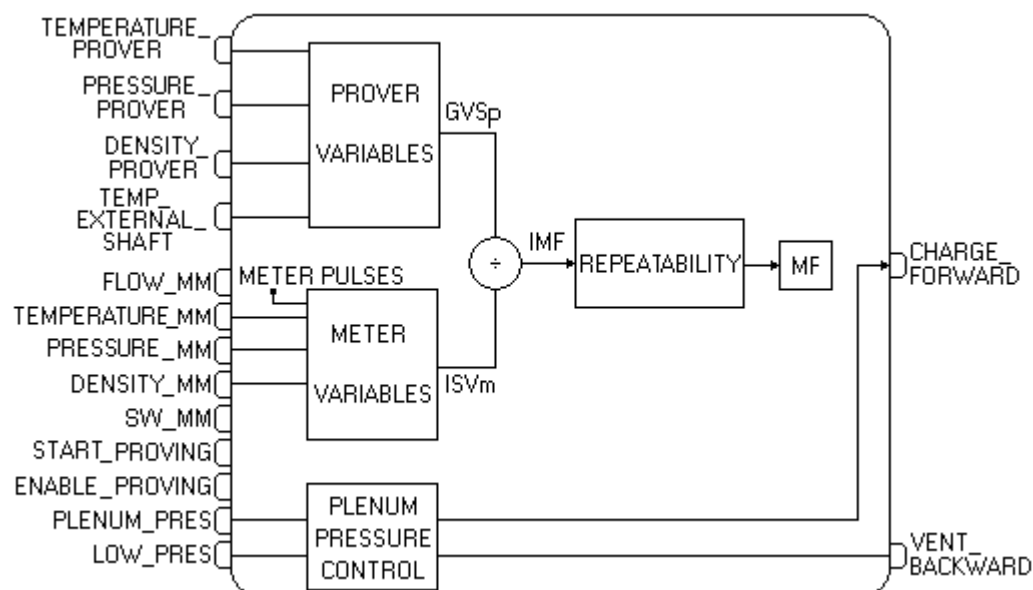 TEMPERATURE_
PROVER
PRESSURE_
PROVER
DENSITY_
PROVER
TEMP_
EXTERNAL_
SHAFT
FLOW_MM
TEMPERATURE_MM
PRESSURE_MM
DENSITY_MM
SW_MM
START_PROVING
ENABLE_PROVING
PLENUM_PRES
LOW_PRES
PROVER
VARIABLES
GVSp
METER PULSES
METER
VARIABLES
ISVm
÷
IMF
REPEATABILITY
MF
PLENUM
PRESSURE
CONTROL
CHARGE_
FORWARD
VENT_
BACKWARD